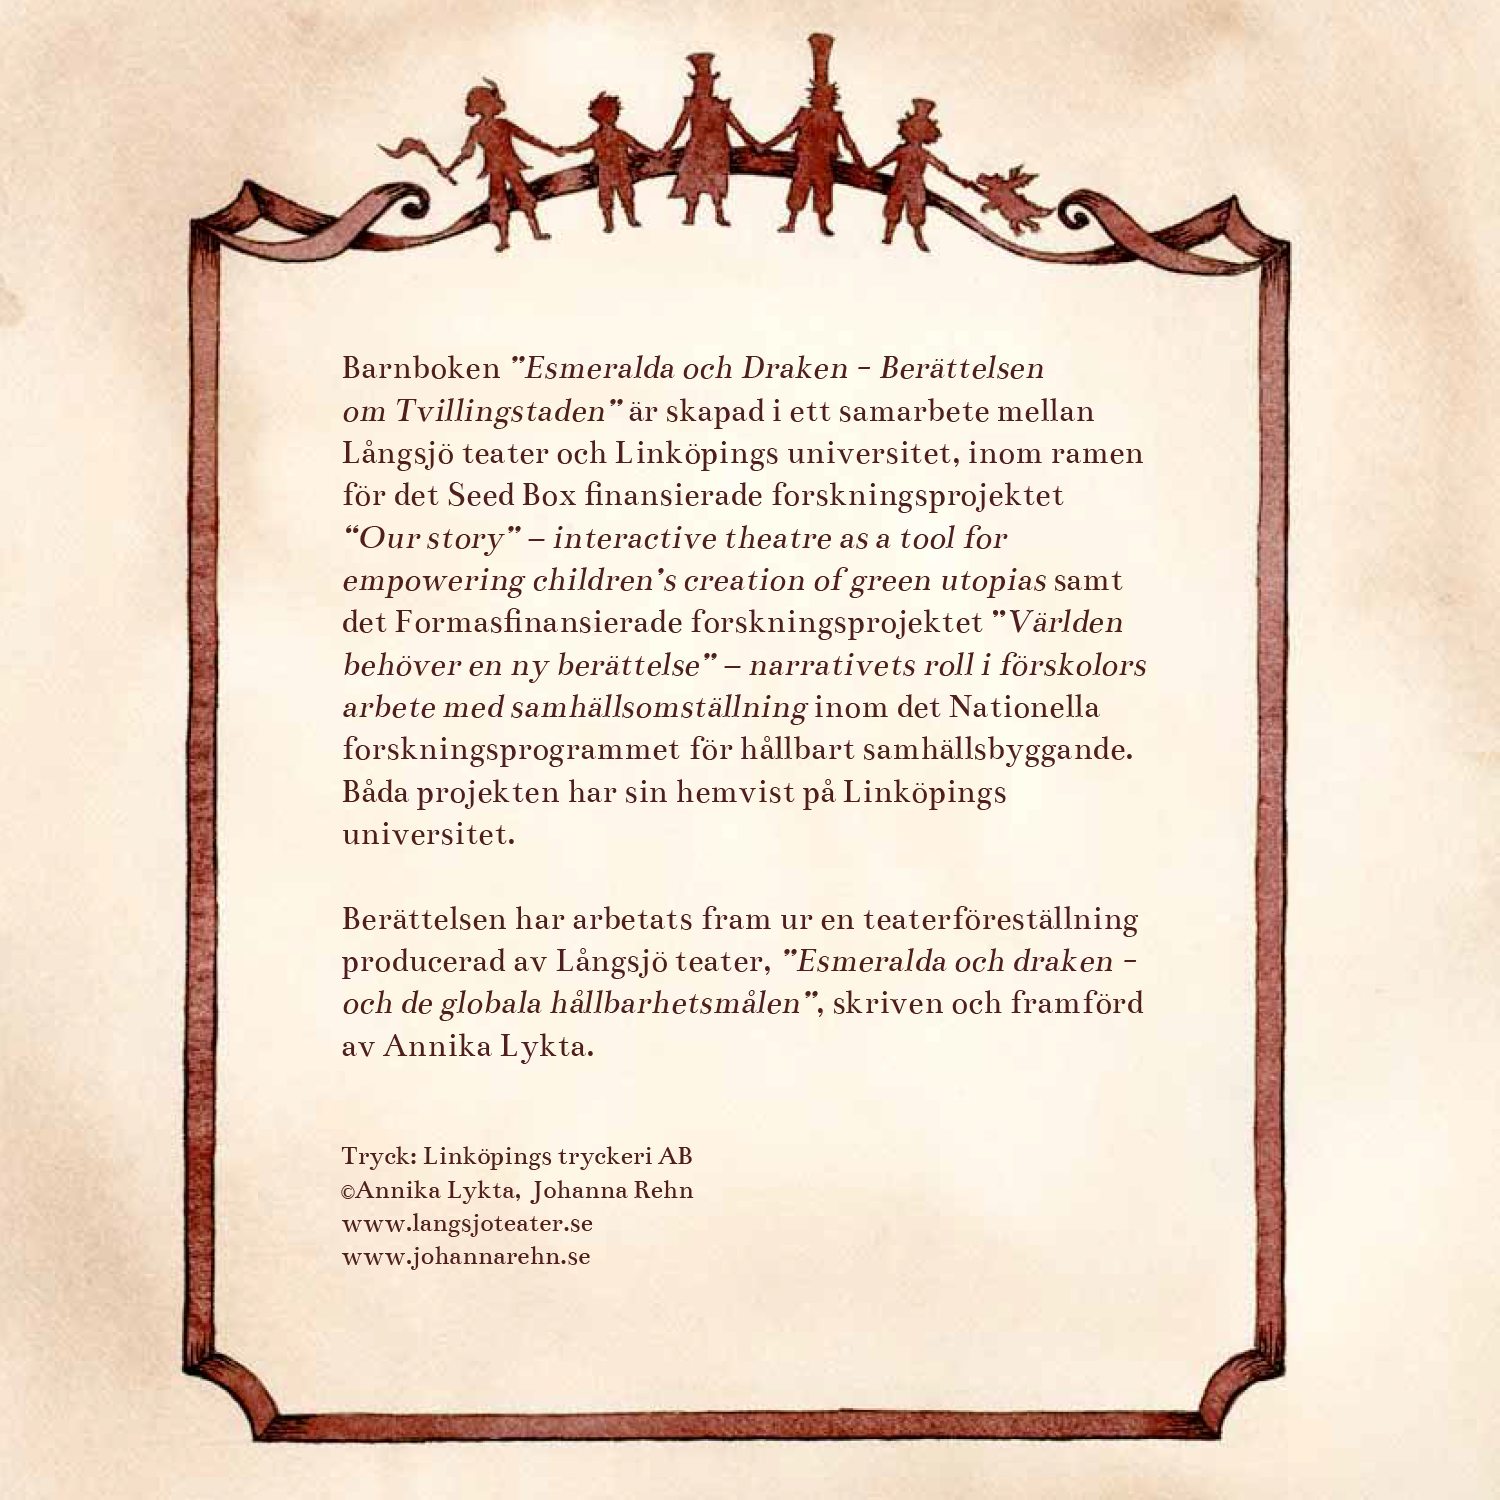 Barnboken ”Esmeralda och Draken – Berättelsen
om Tvillingstaden” är skapad i ett samarbete mellan
Långsjö teater och Linköpings universitet, inom ramen
för det Seed Box finansierade forskningsprojektet
“Our story” – interactive theatre as a tool for
empowering children’s creation of green utopias samt
det Formasfinansierade forskningsprojektet ”Världen
behöver en ny berättelse” – narrativets roll i förskolors
arbete med samhällsomställning inom det Nationella
forskningsprogrammet för hållbart samhällsbyggande.
Båda projekten har sin hemvist på Linköpings
universitet.
Berättelsen har arbetats fram ur en teaterföreställning
producerad av Långsjö teater, ”Esmeralda och draken –
och de globala hållbarhetsmålen”, skriven och framförd
av Annika Lykta.
Tryck: Linköpings tryckeri AB
©Annika Lykta, Johanna Rehn
www.langsjoteater.se
www.johannarehn.se